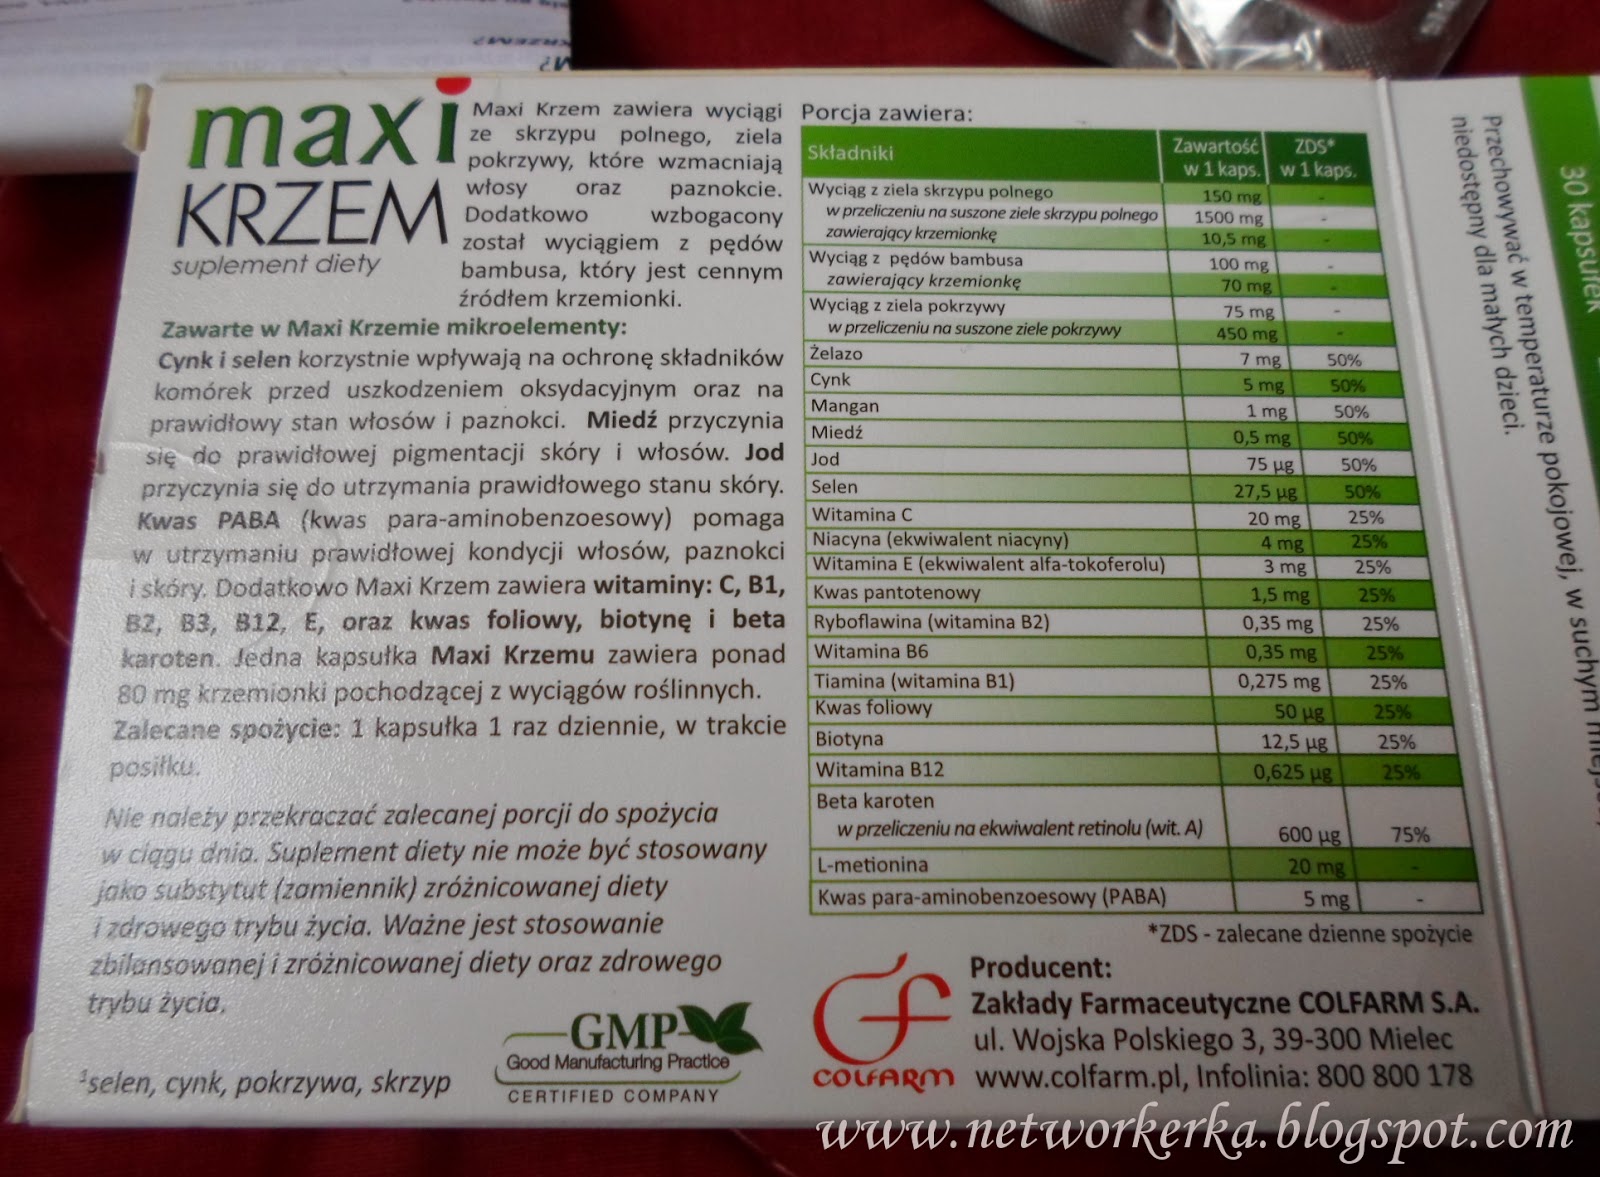 maxi
KRZEM
suplement diety
Maxi Krzem zawiera wyciągi
ze skrzypu polnego, ziela
pokrzywy, które wzmacniają
włosy oraz paznokcie.
Dodatkowo wzbogacony
został wyciągiem z pędów
bambusa, który jest cennym
źródłem krzemionki.
Zawarte w Maxi Krzemie mikroelementy:
Cynk i selen korzystnie wpływają na ochronę składników
komórek przed uszkodzeniem oksydacyjnym oraz na
prawidłowy stan włosów i paznokci. Miedź przyczynia
się do prawidłowej pigmentacji skóry i włosów. Jod
przyczynia się do utrzymania prawidłowego stanu skóry.
Kwas PABA (kwas para-aminobenzoesowy) pomaga
w utrzymaniu prawidłowej kondycji włosów, paznokci
i skóry. Dodatkowo Maxi Krzem zawiera witaminy: C, B1,
B2, B3, B12, E, oraz kwas foliowy, biotynę i beta
karoten. Jedna kapsułka Maxi Krzemu zawiera ponad
80 mg krzemionki pochodzącej z wyciągów roślinnych.
Zalecane spożycie: 1 kapsułka 1 raz dziennie, w trakcie
posiłku.
Nie należy przekraczać zalecanej porcji do spożycia
w ciągu dnia. Suplement diety nie może być stosowany
jako substytut (zamiennik) zróżnicowanej diety
i zdrowego trybu życia. Ważne jest stosowanie
zbilansowanej i zróżnicowanej diety oraz zdrowego
trybu życia.
¹selen, cynk, pokrzywa, skrzyp
GMP
Good Manufacturing Practice
CERTIFIED COMPANY
Porcja zawiera:
Składniki Zawartość w 1 kaps. ZDS* w 1 kaps.
Wyciąg z ziela skrzypu polnego 150 mg -
w przeliczeniu na suszone ziele skrzypu polnego 1500 mg -
zawierający krzemionkę 10,5 mg -
Wyciąg z pędów bambusa 100 mg -
zawierający krzemionkę 70 mg -
Wyciąg z ziela pokrzywy 75 mg -
w przeliczeniu na suszone ziele pokrzywy 450 mg -
Żelazo 7 mg 50%
Cynk 5 mg 50%
Mangan 1 mg 50%
Miedź 0,5 mg 50%
Jod 75 µg 50%
Selen 27,5 µg 50%
Witamina C 20 mg 25%
Niacyna (ekwiwalent niacyny) 4 mg 25%
Witamina E (ekwiwalent alfa-tokoferolu) 3 mg 25%
Kwas pantotenowy 1,5 mg 25%
Ryboflawina (witamina B2) 0,35 mg 25%
Witamina B6 0,35 mg 25%
Tiamina (witamina B1) 0,275 mg 25%
Kwas foliowy 50 µg 25%
Biotyna 12,5 µg 25%
Witamina B12 0,625 µg 25%
Beta karoten
w przeliczeniu na ekwiwalent retinolu (wit. A) 600 µg 75%
L-metionina 20 mg -
Kwas para-aminobenzoesowy (PABA) 5 mg -
*ZDS - zalecane dzienne spożycie
COLFARM
Producent:
Zakłady Farmaceutyczne COLFARM S.A.
ul. Wojska Polskiego 3, 39-300 Mielec
www.colfarm.pl, Infolinia: 800 800 178
Przechowywać w temperaturze pokojowej, w suchym
niedostępny dla małych dzieci.
30 kapsułek
KRZEM?
www.networkerka.blogspot.com